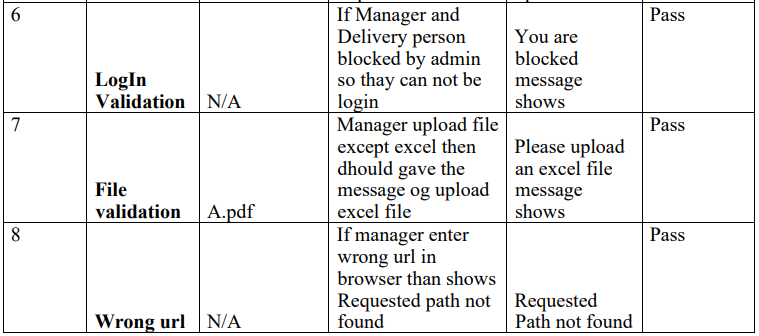 6
LogIn
Validation
N/A
If Manager and
Delivery person
blocked by admin
so thay can not be
login
You are
blocked
message
shows
Pass
7
File
validation
A.pdf
Manager upload file
except excel then
dhould gave the
message og upload
excel file
Please upload
an excel file
message
shows
Pass
8
Wrong url
N/A
If manager enter
wrong url in
browser than shows
Requested path not
found
Requested
Path not found
Pass